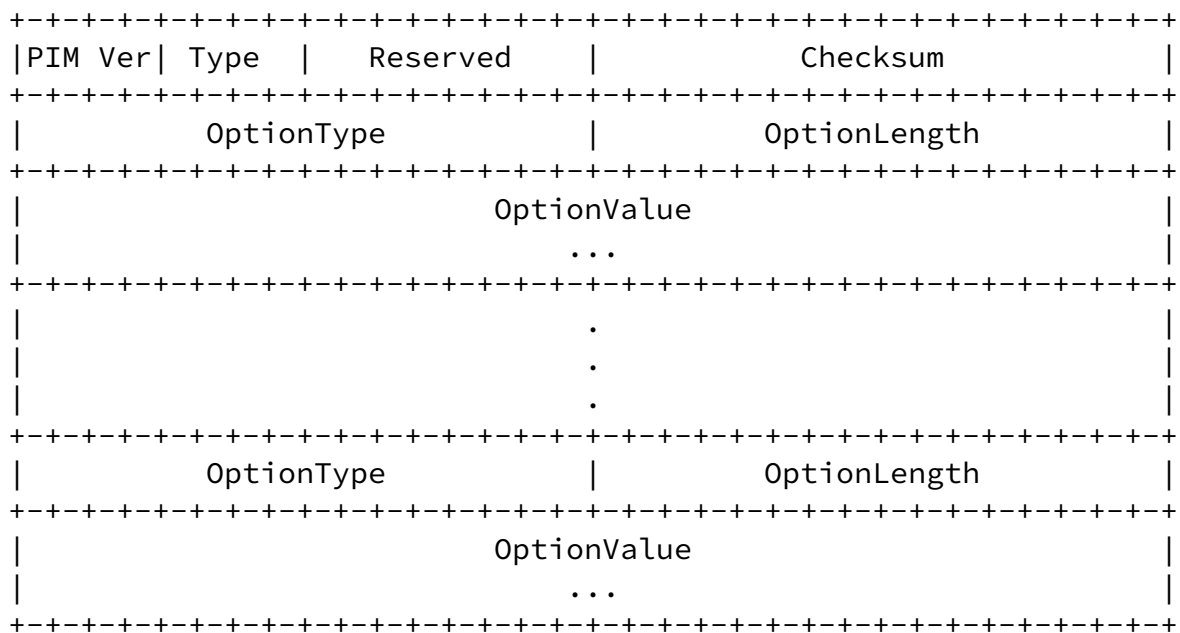 +-+-+-+-+-+-+-+-+-+-+-+-+-+-+-+-+-+-+-+-+-+-+-+-+-+-+-+-+-+-+-+-+
|PIM Ver| Type  |   Reserved    |           Checksum            |
+-+-+-+-+-+-+-+-+-+-+-+-+-+-+-+-+-+-+-+-+-+-+-+-+-+-+-+-+-+-+-+-+
|          OptionType           |         OptionLength          |
+-+-+-+-+-+-+-+-+-+-+-+-+-+-+-+-+-+-+-+-+-+-+-+-+-+-+-+-+-+-+-+-+
|                          OptionValue                          |
|                              ...                              |
+-+-+-+-+-+-+-+-+-+-+-+-+-+-+-+-+-+-+-+-+-+-+-+-+-+-+-+-+-+-+-+-+
|                               .                               |
|                               .                               |
|                               .                               |
+-+-+-+-+-+-+-+-+-+-+-+-+-+-+-+-+-+-+-+-+-+-+-+-+-+-+-+-+-+-+-+-+
|          OptionType           |         OptionLength          |
+-+-+-+-+-+-+-+-+-+-+-+-+-+-+-+-+-+-+-+-+-+-+-+-+-+-+-+-+-+-+-+-+
|                          OptionValue                          |
|                              ...                              |
+-+-+-+-+-+-+-+-+-+-+-+-+-+-+-+-+-+-+-+-+-+-+-+-+-+-+-+-+-+-+-+-+